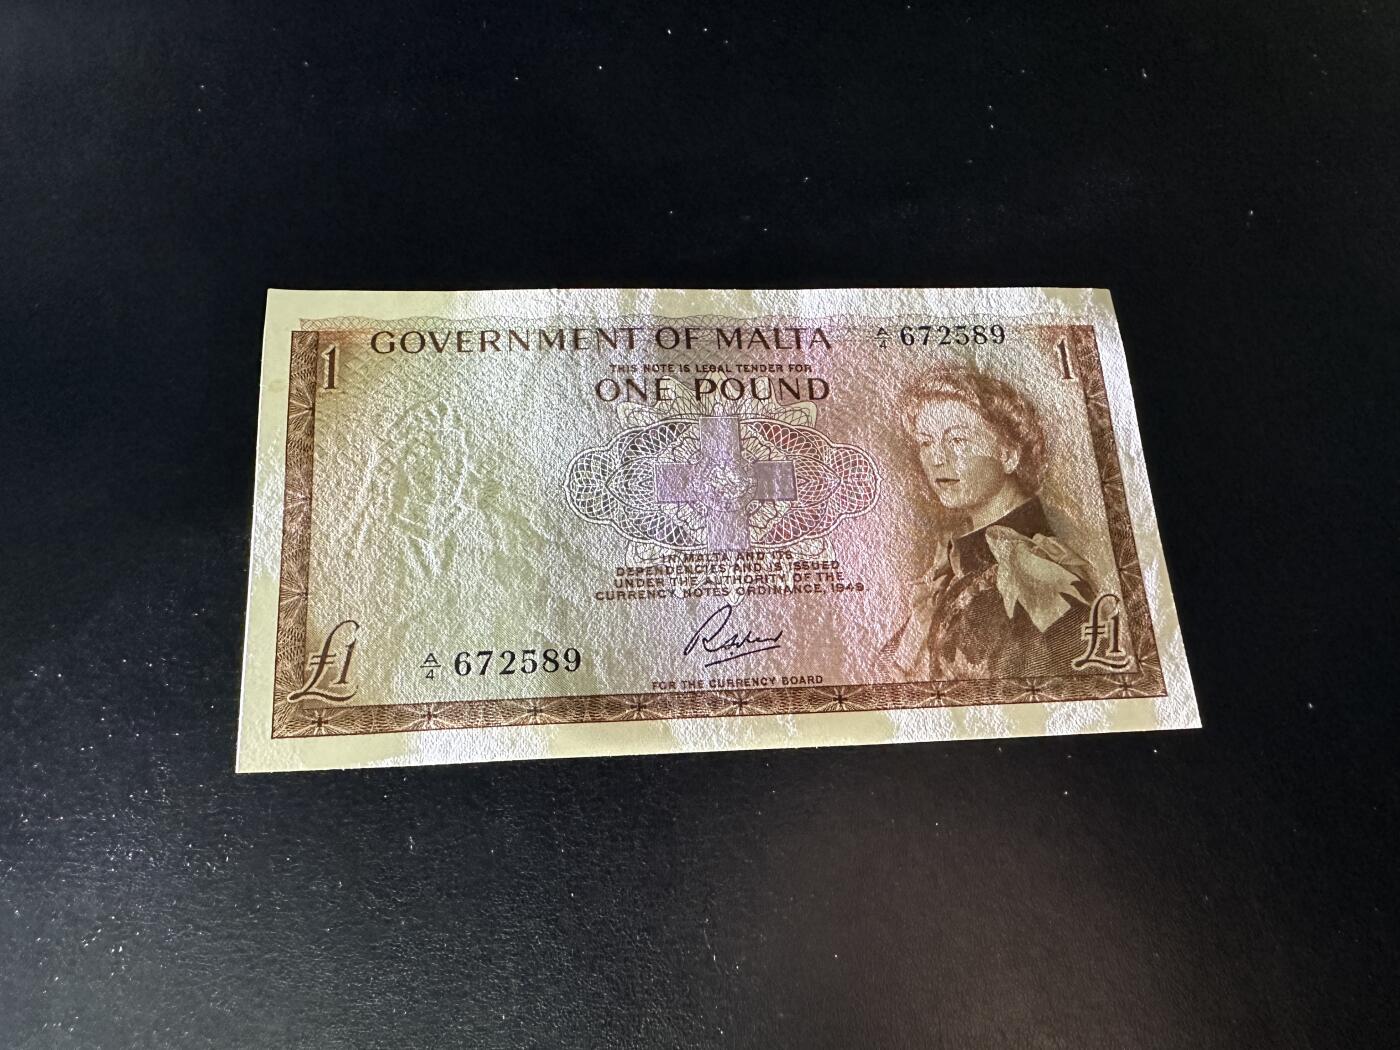 GOVERNMENT OF MALTA
A/4 672589
1
1
THIS NOTE IS LEGAL TENDER FOR
ONE POUND
IN MALTA AND ITS
DEPENDENCIES AND IS ISSUED
UNDER THE AUTHORITY OF THE
CURRENCY NOTES ORDINANCE, 1949.
£1
A/4 672589
FOR THE CURRENCY BOARD
£1